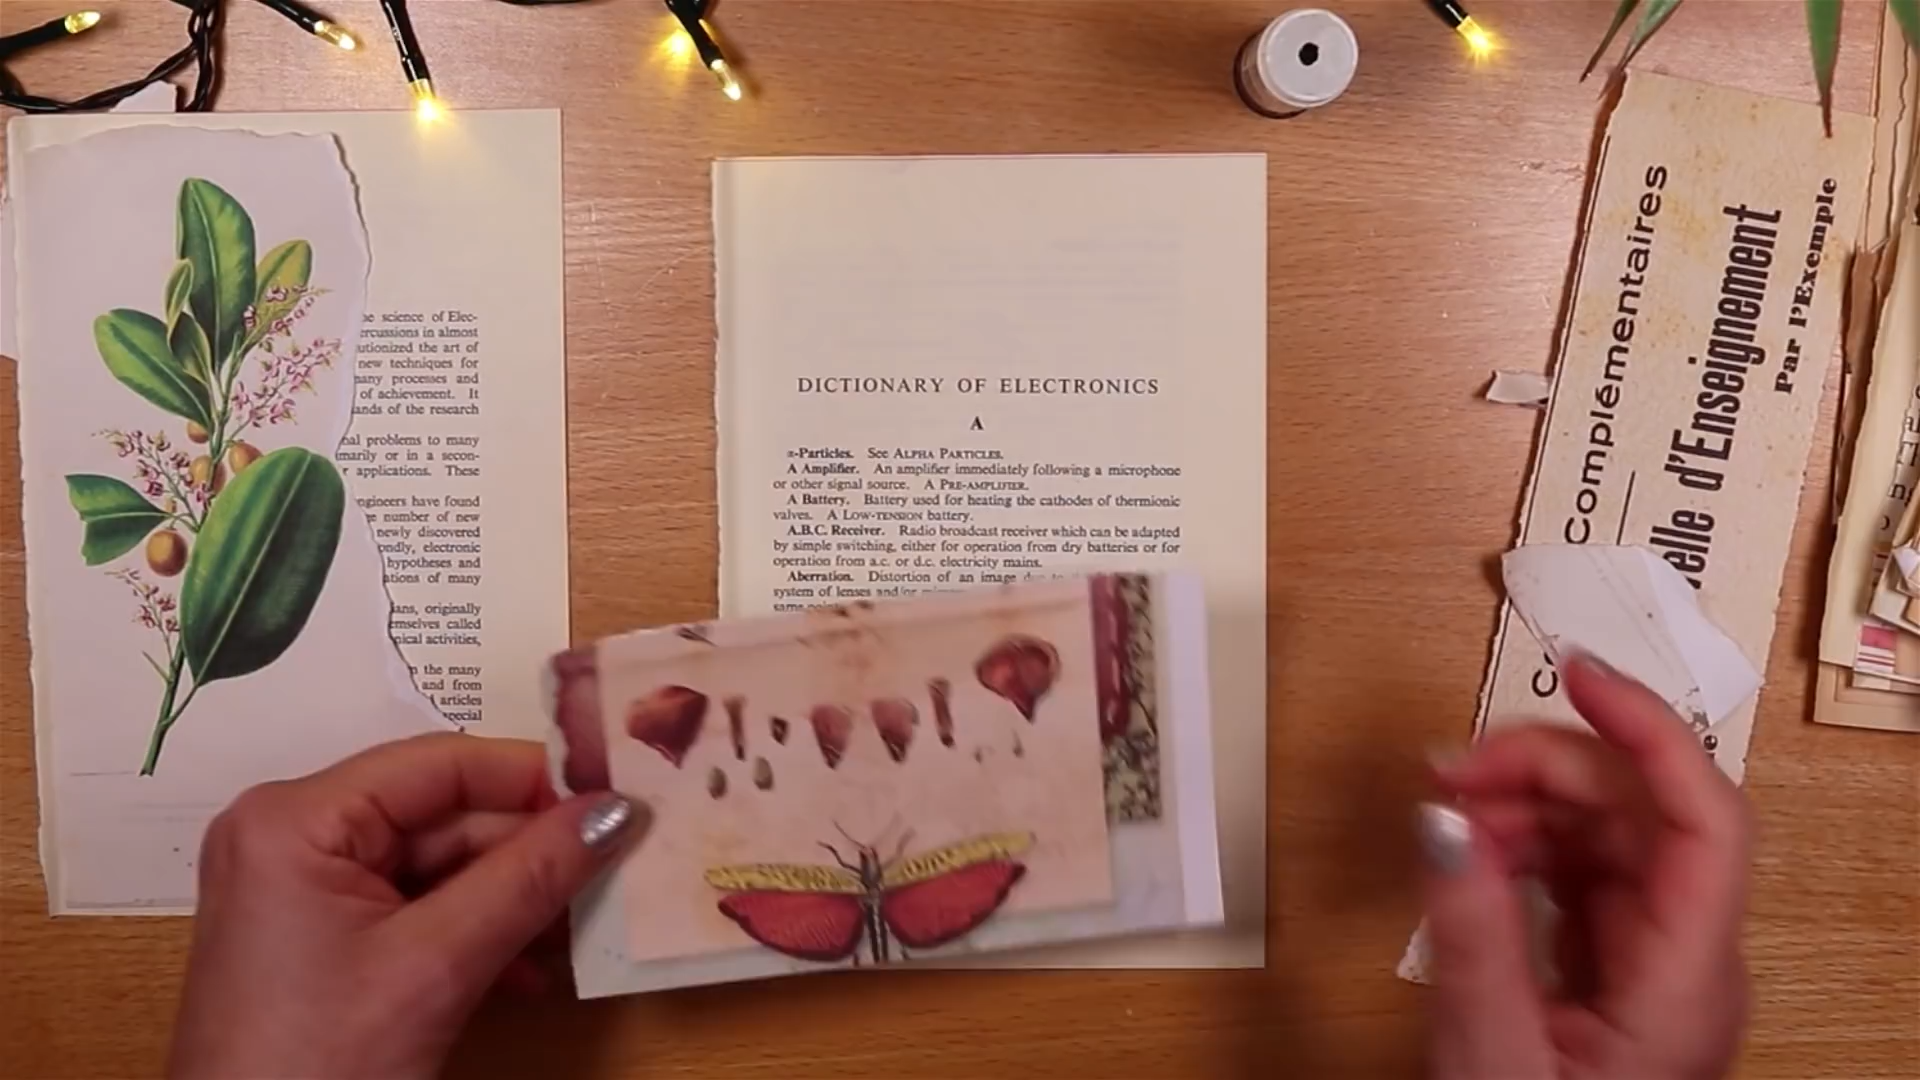 he science of Elec-
ercussions in almost
utionized the art of
new techniques for
many processes and
of achievement. It
ands of the research
nal problems to many
marily or in a secon-
r applications. These
ngineers have found
e number of new
newly discovered
ondly, electronic
hypotheses and
ations of many
ians, originally
emselves called
nical activities,
n the many
and from
articles
special
DICTIONARY OF ELECTRONICS
A
α-Particles. See ALPHA PARTICLES.
A Amplifier. An amplifier immediately following a microphone
or other signal source. A PRE-AMPLIFIER.
A Battery. Battery used for heating the cathodes of thermionic
valves. A LOW-TENSION battery.
A.B.C. Receiver. Radio broadcast receiver which can be adapted
by simple switching, either for operation from dry batteries or for
operation from a.c. or d.c. electricity mains.
Aberration. Distortion of an image due to
system of lenses and/or
same
Complémentaires
elle d'Enseignement
Par l'Exemple